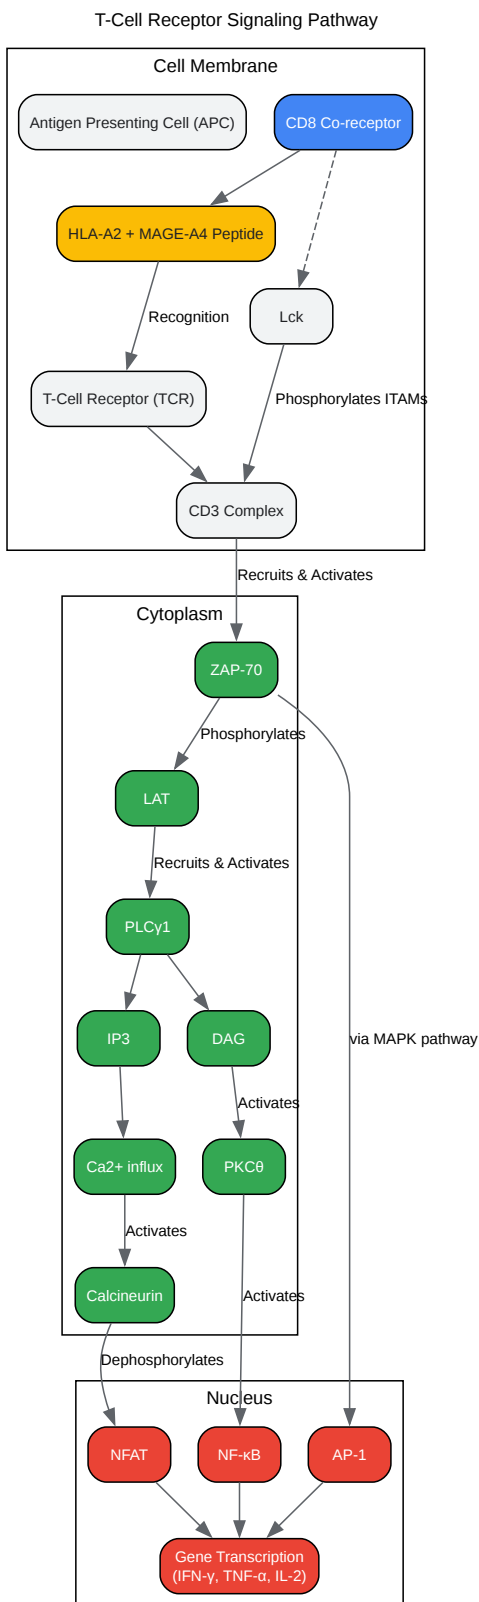 T-Cell Receptor Signaling Pathway
Cell Membrane
Antigen Presenting Cell (APC)
CD8 Co-receptor
HLA-A2 + MAGE-A4 Peptide
Lck
Recognition
T-Cell Receptor (TCR)
Phosphorylates ITAMs
CD3 Complex
Recruits & Activates
Cytoplasm
ZAP-70
Phosphorylates
LAT
Recruits & Activates
PLCγ1
IP3
DAG
via MAPK pathway
Activates
Ca2+ influx
PKCθ
Activates
Calcineurin
Activates
Dephosphorylates
Nucleus
NFAT
NF-κB
AP-1
Gene Transcription
(IFN-γ, TNF-α, IL-2)